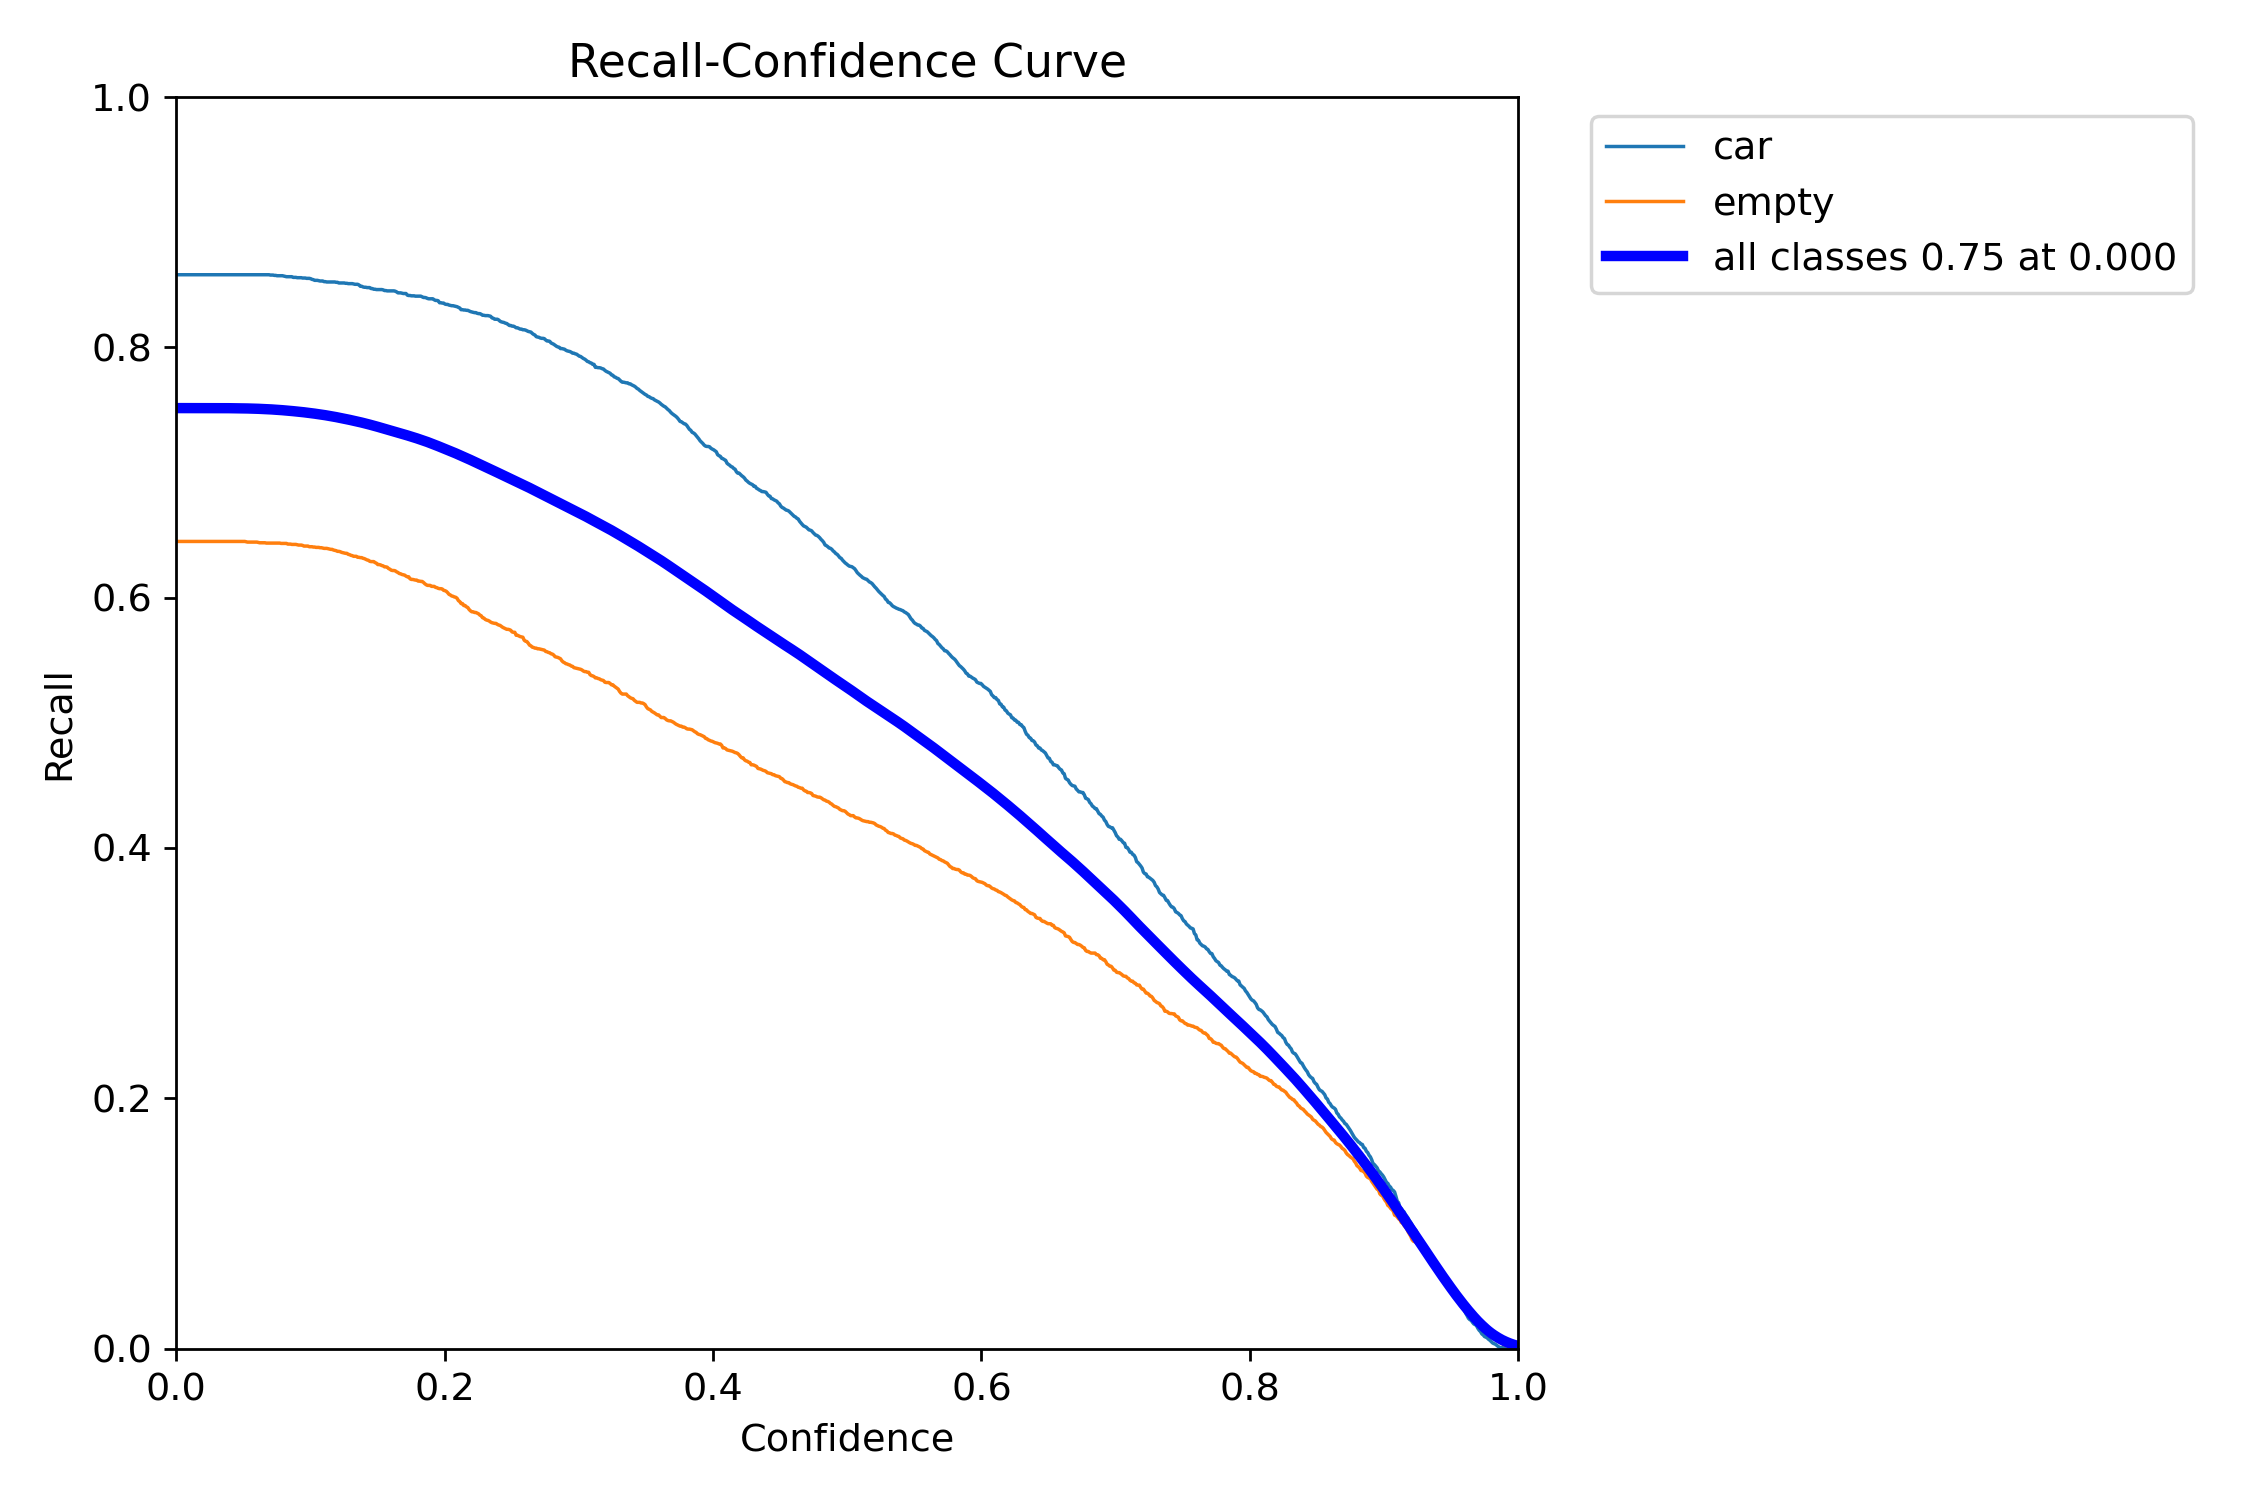 Recall-Confidence Curve
1.0
0.8
0.6
0.4
0.2
0.0
Recall
0.0 0.2 0.4 0.6 0.8 1.0
Confidence
car
empty
all classes 0.75 at 0.000